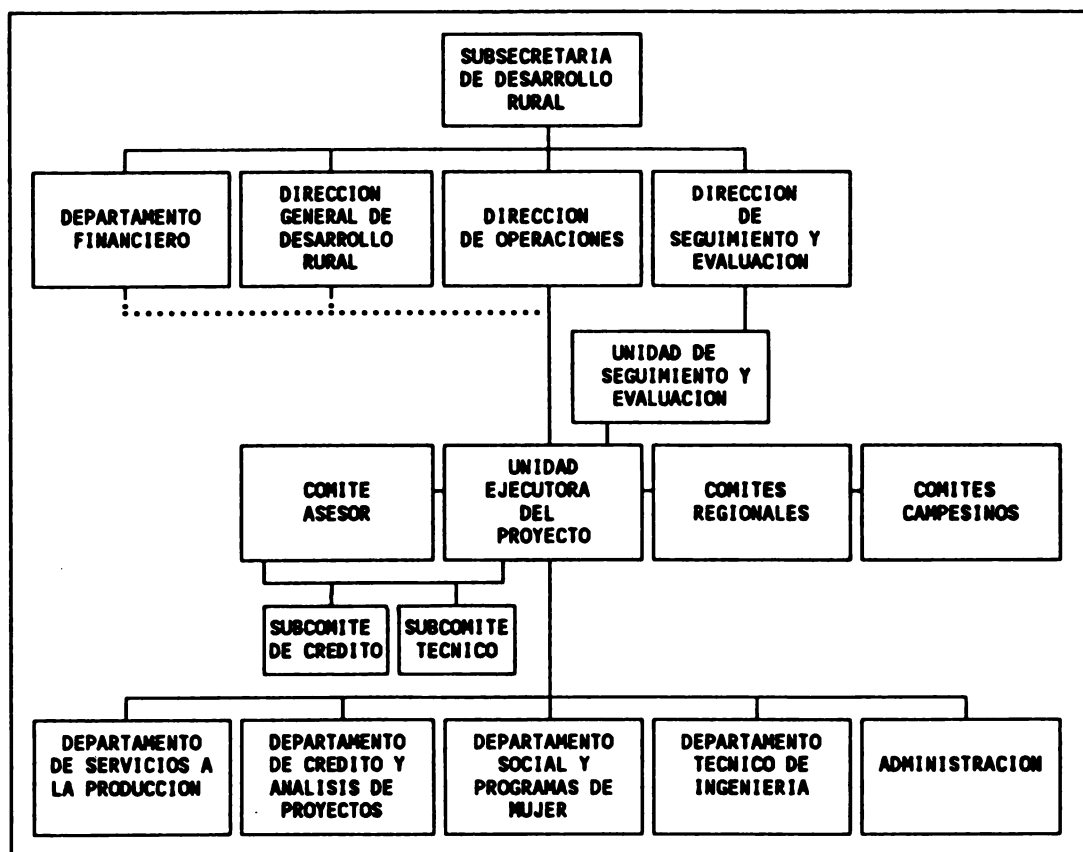 SUBSECRETARIA
DE DESARROLLO
RURAL
DEPARTAMENTO
FINANCIERO
DIRECCION
GENERAL DE
DESARROLLO
RURAL
DIRECCION
DE OPERACIONES
DIRECCION
DE
SEGUIMIENTO Y
EVALUACION
UNIDAD DE
SEGUIMIENTO Y
EVALUACION
COMITE
ASESOR
UNIDAD
EJECUTORA
DEL
PROYECTO
COMITES
REGIONALES
COMITES
CAMPESINOS
SUBCOMITE
DE CREDITO
SUBCOMITE
TECNICO
DEPARTAMENTO
DE SERVICIOS A
LA PRODUCCION
DEPARTAMENTO
DE CREDITO Y
ANALISIS DE
PROYECTOS
DEPARTAMENTO
SOCIAL Y
PROGRAMAS DE
MUJER
DEPARTAMENTO
TECNICO DE
INGENIERIA
ADMINISTRACION